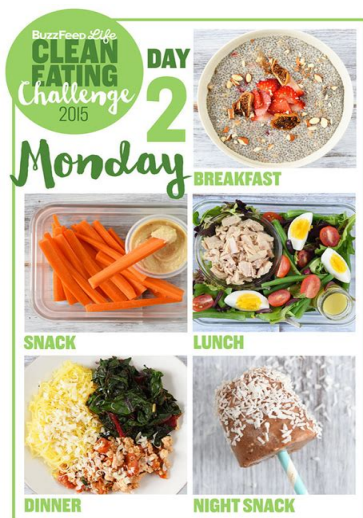 BuzzFeed Life
CLEAN
EATING
Challenge
2015
DAY
2
Monday
BREAKFAST
SNACK
LUNCH
DINNER
NIGHT SNACK